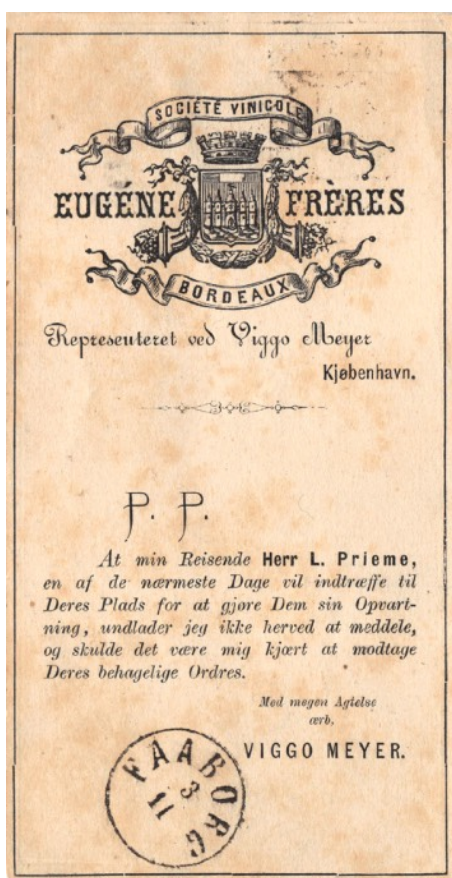 SOCIÉTÉ VINICOLE
EUGÉNE FRÈRES
BORDEAUX
Representeret ved Viggo Meyer
Kjøbenhavn.
P. P.
At min Reisende Herr L. Prieme,
en af de nærmeste Dage vil indtræffe til
Deres Plads for at gjøre Dem sin Opvart-
ning, undlader jeg ikke herved at meddele,
og skulde det være mig kjært at modtage
Deres behagelige Ordres.
Med megen Agtelse
ærb.
VIGGO MEYER.
FAABORG
3
11